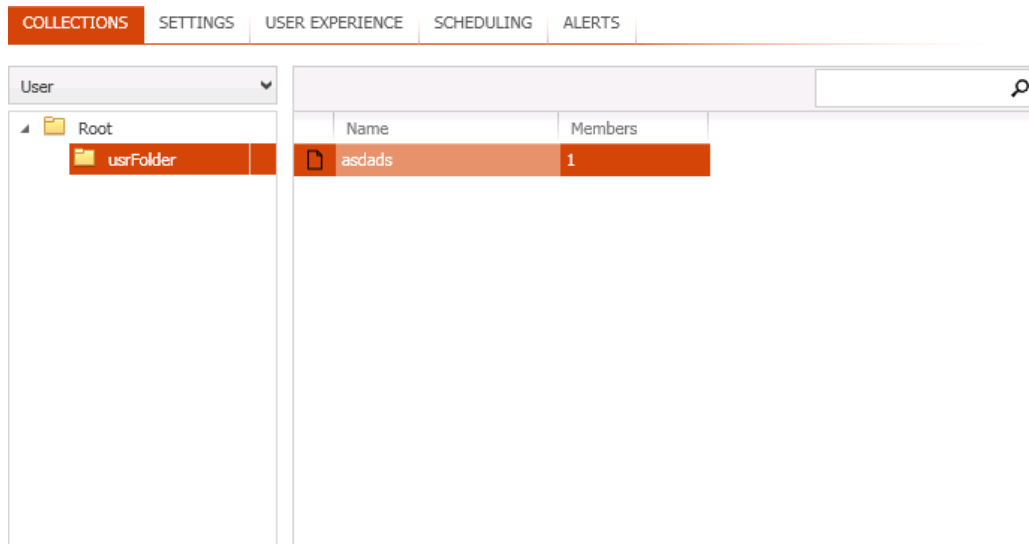 COLLECTIONS SETTINGS USER EXPERIENCE SCHEDULING ALERTS
User
Root
usrFolder
Name Members
asdads 1